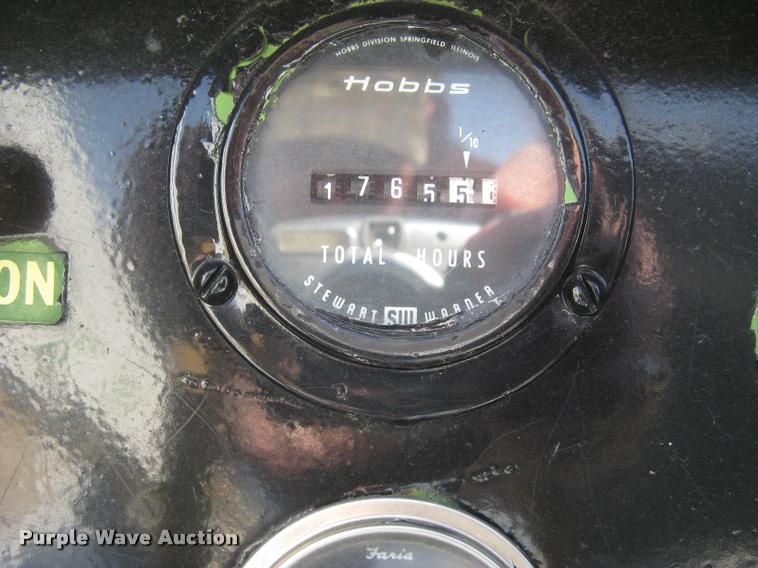 HOBBS DIVISION SPRINGFIELD, ILLINOIS
Hobbs
1/10
1 7 6 5 5
TOTAL HOURS
STEWART SW WARNER
ON
Purple Wave Auction
Faria